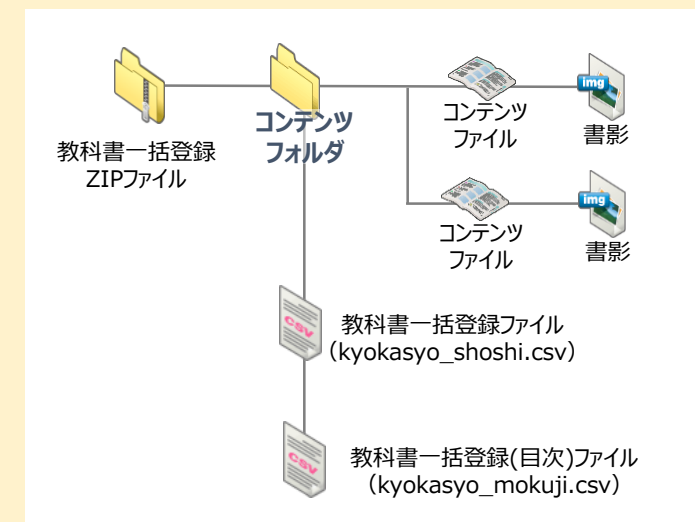 教科書一括登録
ZIPファイル
コンテンツ
フォルダ
コンテンツ
ファイル
img
書影
コンテンツ
ファイル
img
書影
CSV
教科書一括登録ファイル
（kyokasyo_shoshi.csv）
CSV
教科書一括登録(目次)ファイル
（kyokasyo_mokuji.csv）